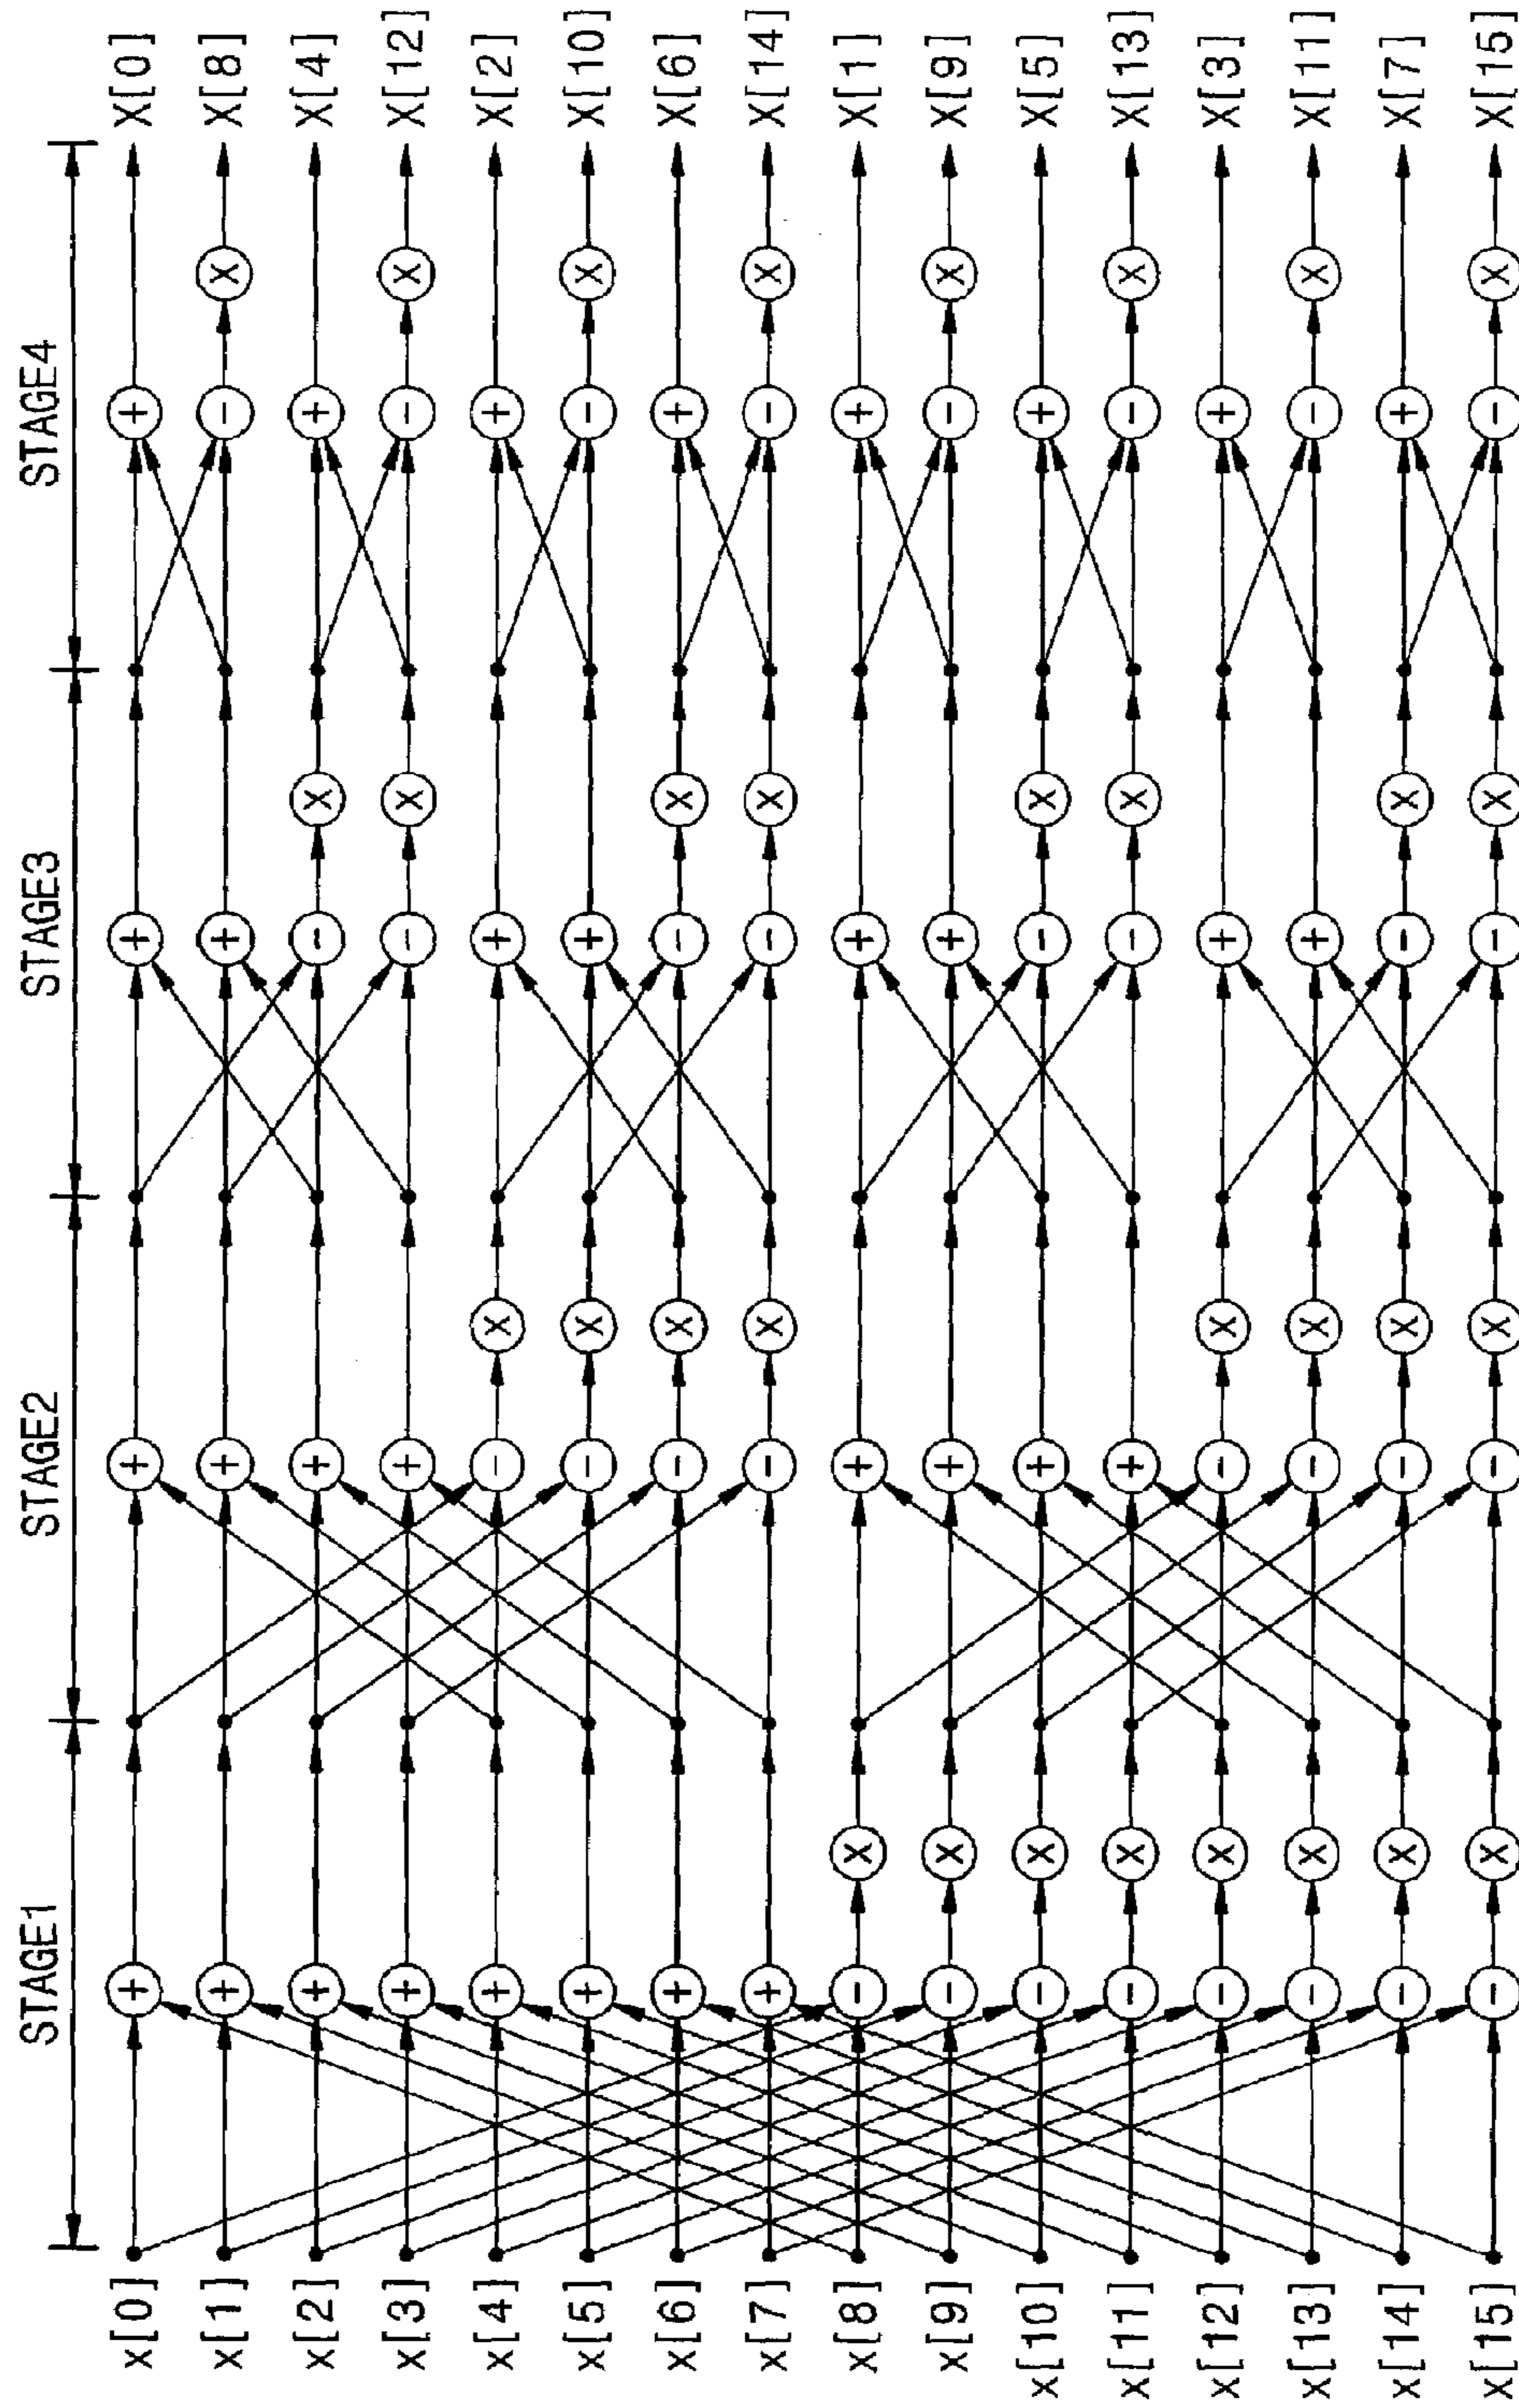 STAGE1
STAGE2
STAGE3
STAGE4
x[0]
x[1]
x[2]
x[3]
x[4]
x[5]
x[6]
x[7]
x[8]
x[9]
x[10]
x[11]
x[12]
x[13]
x[14]
x[15]
X[0]
X[8]
X[4]
X[12]
X[2]
X[10]
X[6]
X[14]
X[1]
X[9]
X[5]
X[13]
X[3]
X[11]
X[7]
X[15]